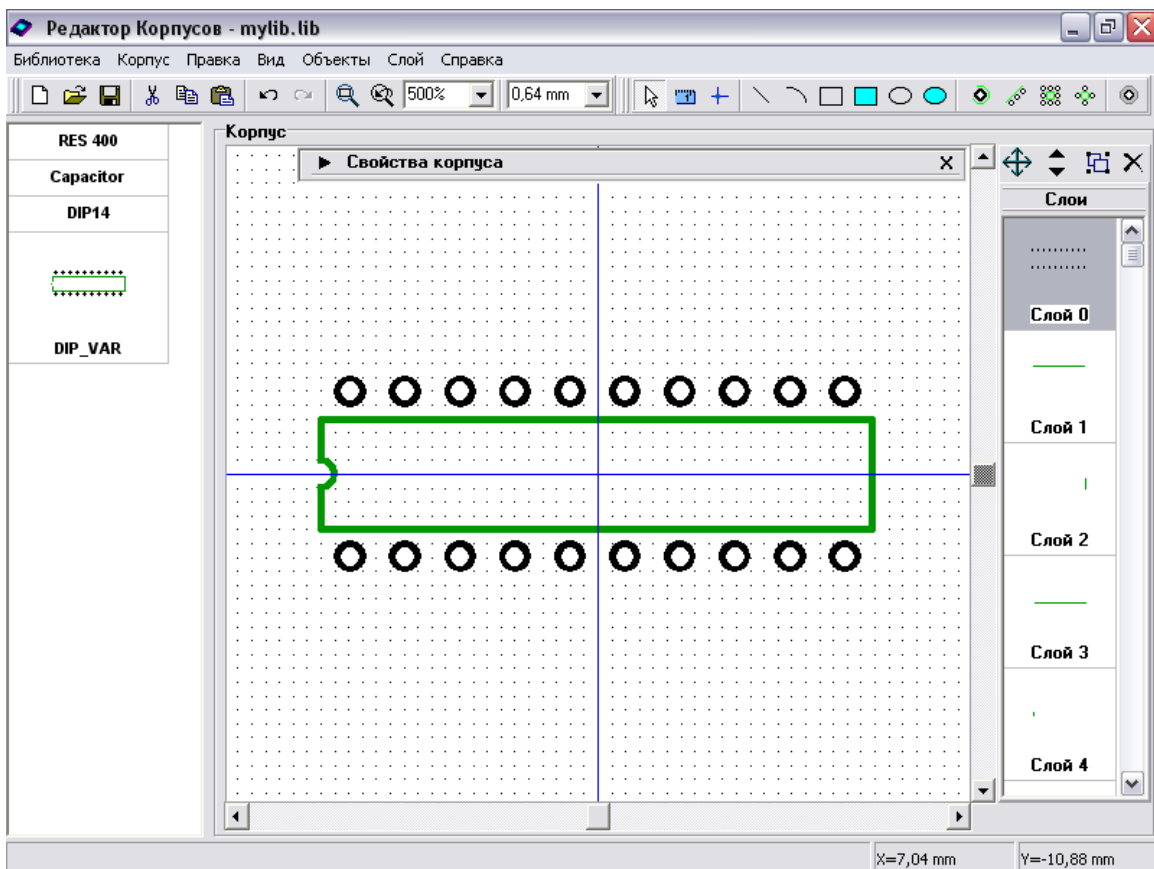 Редактор Корпусов - mylib.lib
Библиотека Корпус Правка Вид Объекты Слой Справка
500% 0,64 mm
RES 400
Capacitor
DIP14
DIP_VAR
Корпус
Свойства корпуса x
Слои
Слой 0
Слой 1
Слой 2
Слой 3
Слой 4
X=7,04 mm Y=-10,88 mm